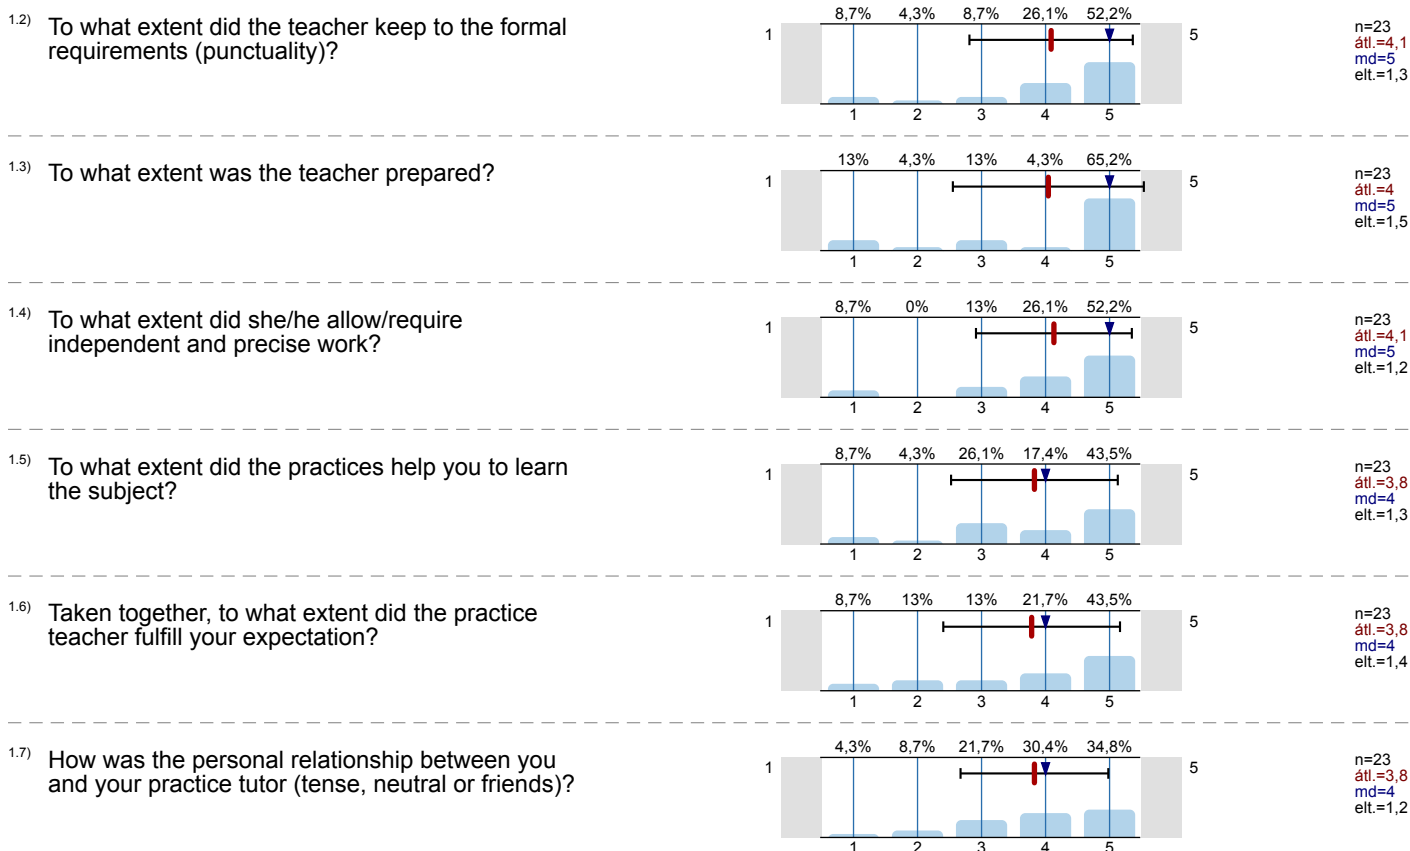 1.2) To what extent did the teacher keep to the formal
requirements (punctuality)?
8,7% 4,3% 8,7% 26,1% 52,2%
1 5
1 2 3 4 5
n=23
átl.=4,1
md=5
elt.=1,3
1.3) To what extent was the teacher prepared?
13% 4,3% 13% 4,3% 65,2%
1 5
1 2 3 4 5
n=23
átl.=4
md=5
elt.=1,5
1.4) To what extent did she/he allow/require
independent and precise work?
8,7% 0% 13% 26,1% 52,2%
1 5
1 2 3 4 5
n=23
átl.=4,1
md=5
elt.=1,2
1.5) To what extent did the practices help you to learn
the subject?
8,7% 4,3% 26,1% 17,4% 43,5%
1 5
1 2 3 4 5
n=23
átl.=3,8
md=4
elt.=1,3
1.6) Taken together, to what extent did the practice
teacher fulfill your expectation?
8,7% 13% 13% 21,7% 43,5%
1 5
1 2 3 4 5
n=23
átl.=3,8
md=4
elt.=1,4
1.7) How was the personal relationship between you
and your practice tutor (tense, neutral or friends)?
4,3% 8,7% 21,7% 30,4% 34,8%
1 5
1 2 3 4 5
n=23
átl.=3,8
md=4
elt.=1,2